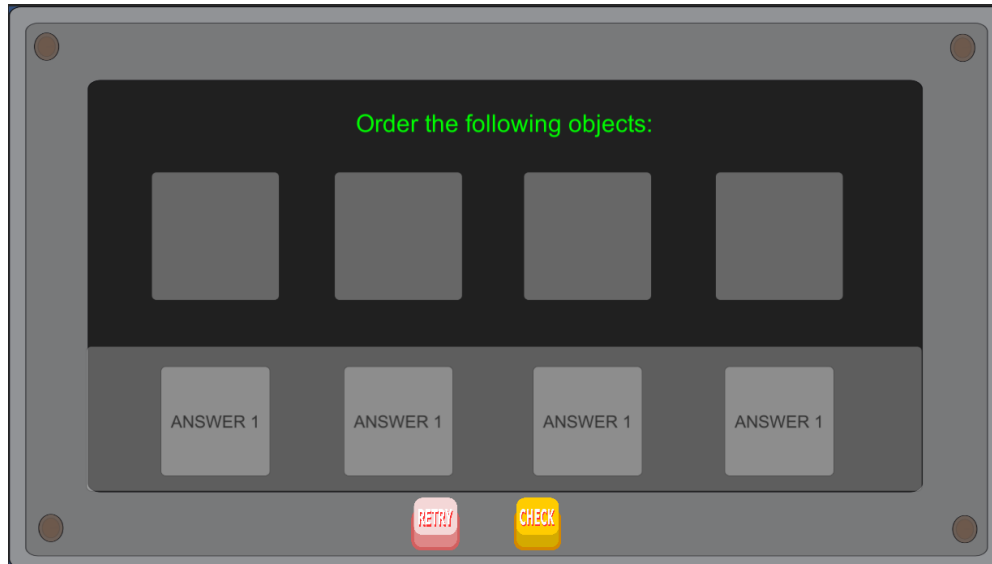 Order the following objects:
ANSWER 1 ANSWER 1 ANSWER 1 ANSWER 1
RETRY CHECK